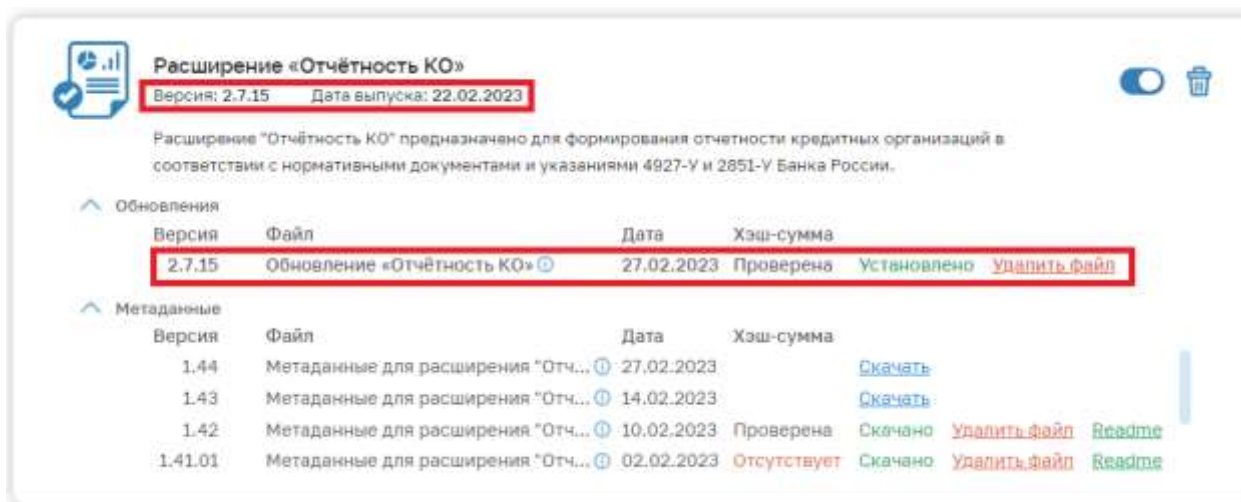 Расширение «Отчётность КО»
Версия: 2.7.15 Дата выпуска: 22.02.2023
Расширение "Отчётность КО" предназначено для формирования отчетности кредитных организаций в
соответствии с нормативными документами и указаниями 4927-У и 2851-У Банка России.
Обновления
Версия Файл Дата Хэш-сумма
2.7.15 Обновление «Отчётность КО» 27.02.2023 Проверена Установлено Удалить файл
Метаданные
Версия Файл Дата Хэш-сумма
1.44 Метаданные для расширения "Отч... 27.02.2023 Скачать
1.43 Метаданные для расширения "Отч... 14.02.2023 Скачать
1.42 Метаданные для расширения "Отч... 10.02.2023 Проверена Скачано Удалить файл Readme
1.41.01 Метаданные для расширения "Отч... 02.02.2023 Отсутствует Скачано Удалить файл Readme